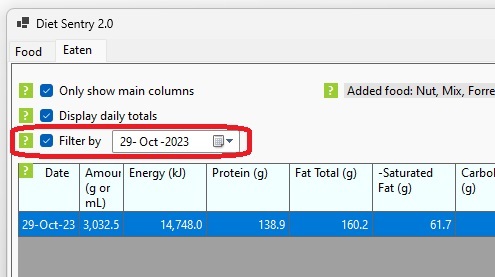 Diet Sentry 2.0
Food Eaten
? Only show main columns ? Added food: Nut, Mix, Forre
? Display daily totals
? Filter by 29- Oct -2023
? Date Amour (g or mL) Energy (kJ) Protein (g) Fat Total (g) -Saturated Fat (g) Carbol (g)
29-Oct-23 3,032.5 14,748.0 138.9 160.2 61.7